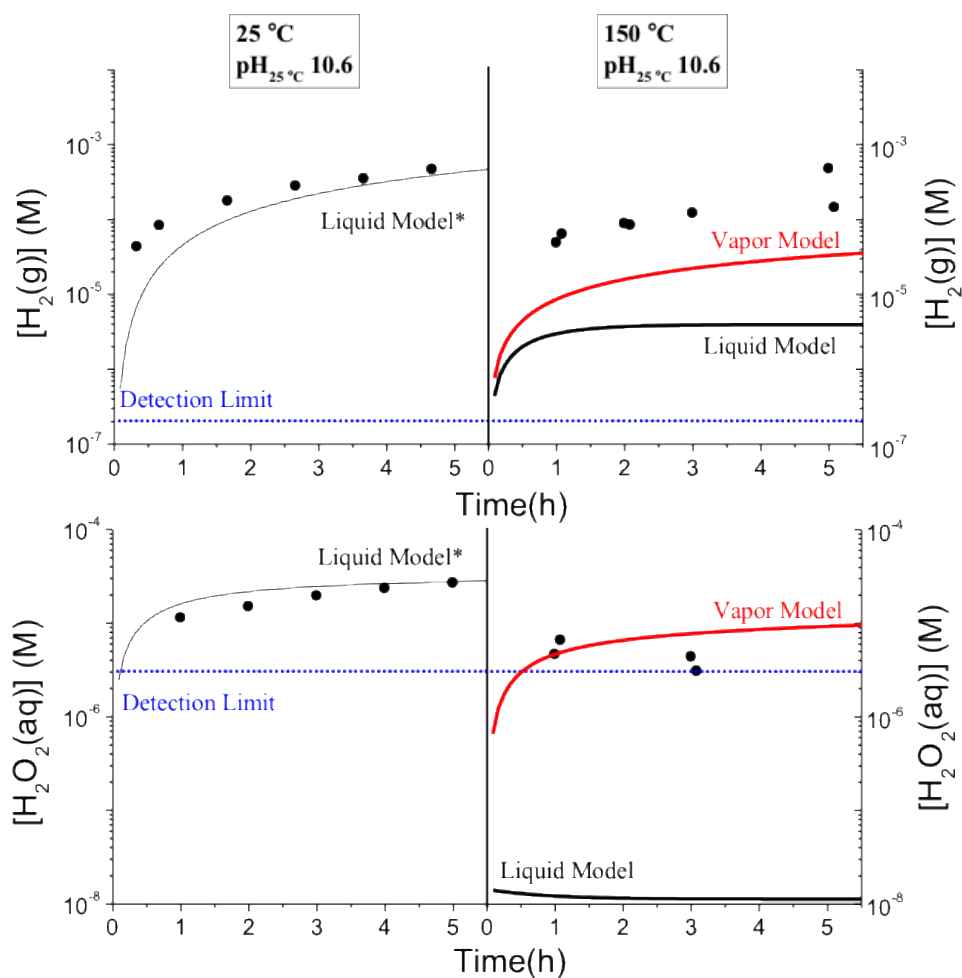 25 °C
pH25 °C 10.6
150 °C
pH25 °C 10.6
[H2(g)] (M)
10-3
10-5
10-7
Liquid Model*
Detection Limit
0 1 2 3 4 5
Vapor Model
Liquid Model
0 1 2 3 4 5
10-3
10-5
10-7
[H2(g)] (M)
Time(h)
[H2O2(aq)] (M)
10-4
10-6
10-8
Liquid Model*
Detection Limit
0 1 2 3 4 5
Vapor Model
Liquid Model
0 1 2 3 4 5
10-4
10-6
10-8
[H2O2(aq)] (M)
Time(h)